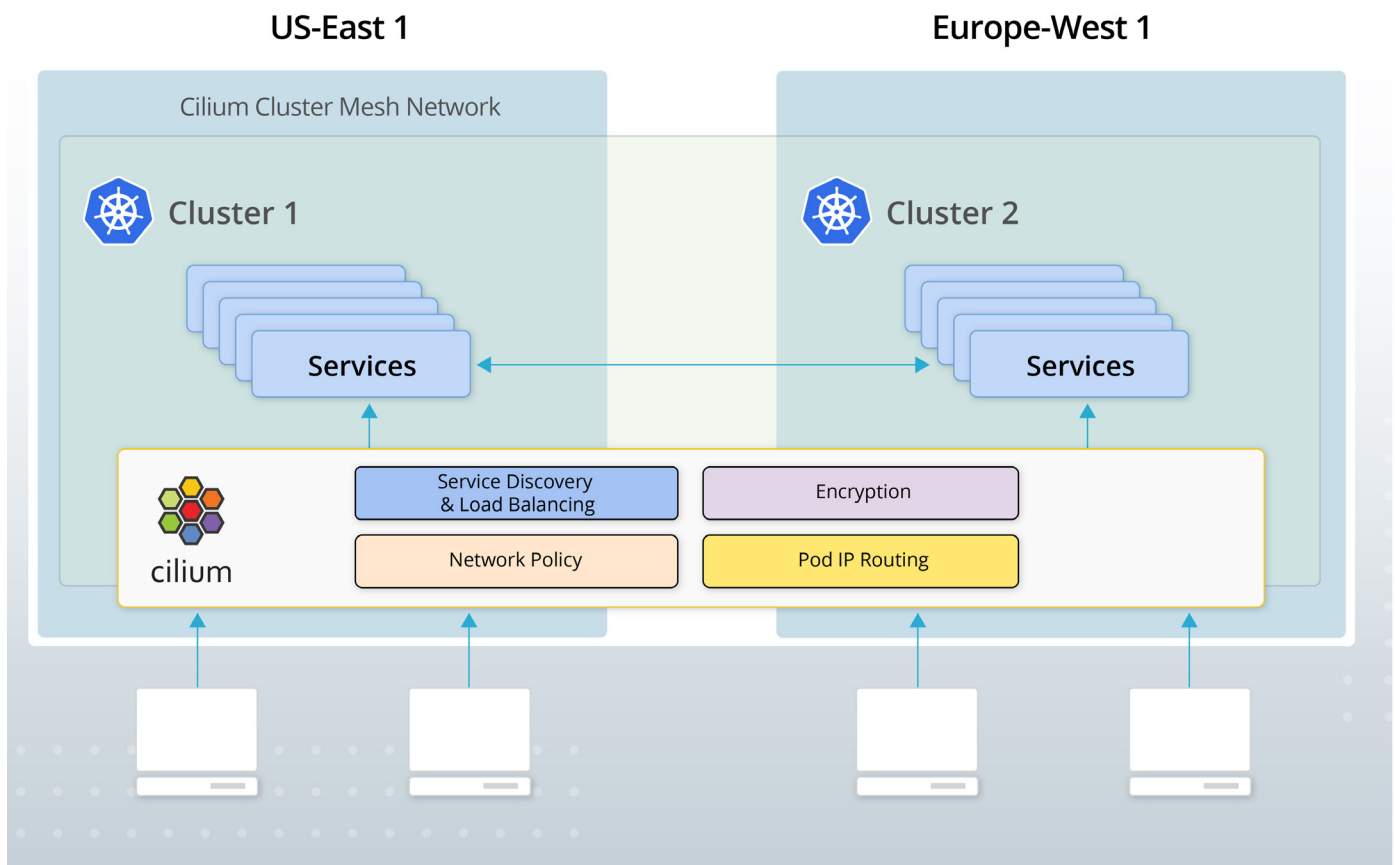 US-East 1
Europe-West 1
Cilium Cluster Mesh Network
Cluster 1
Cluster 2
Services
Services
Service Discovery
& Load Balancing
Encryption
Network Policy
Pod IP Routing
cilium